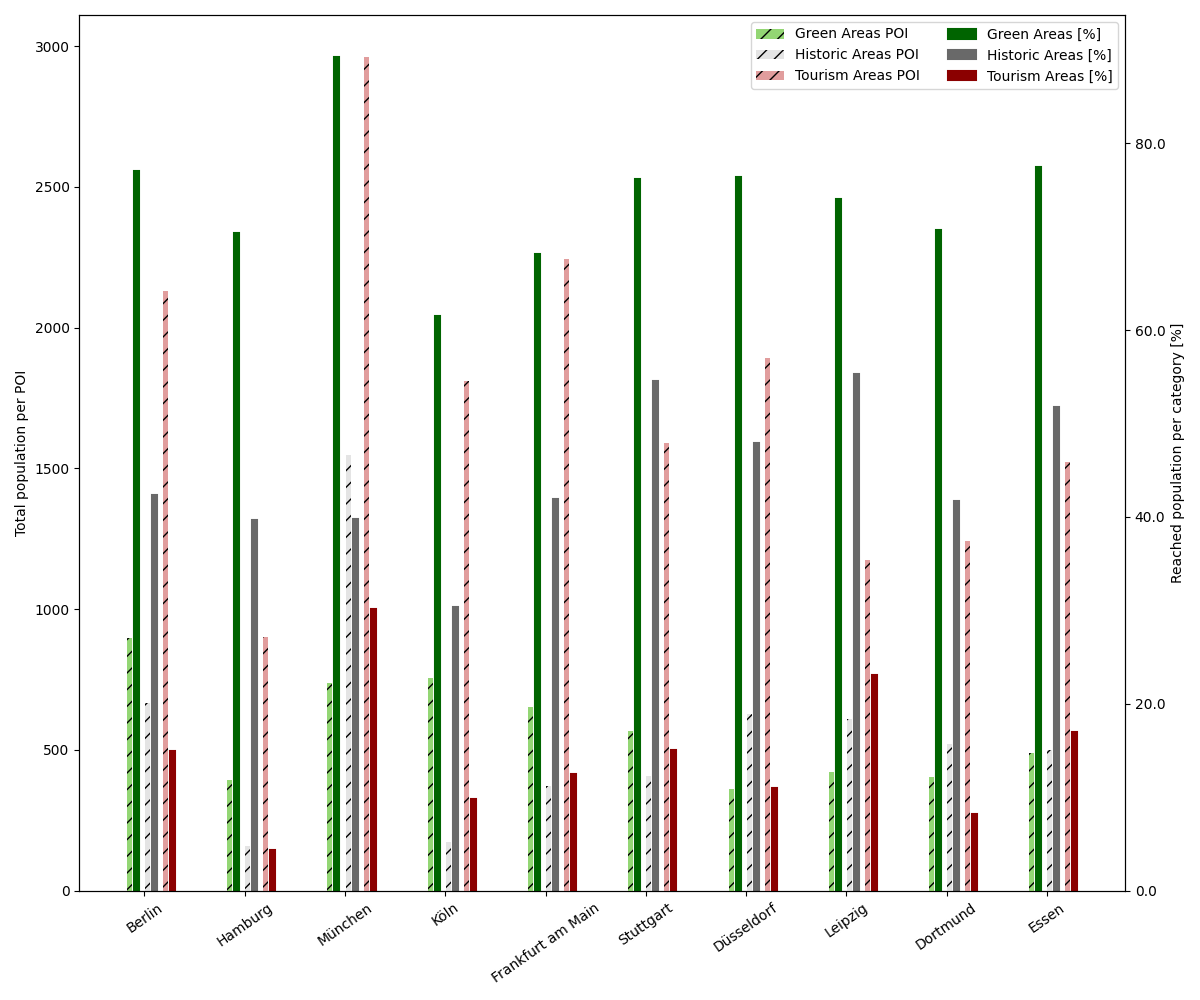 Green Areas POI
Historic Areas POI
Tourism Areas POI
Green Areas [%]
Historic Areas [%]
Tourism Areas [%]
Total population per POI
3000
2500
2000
1500
1000
500
0
Reached population per category [%]
80.0
60.0
40.0
20.0
0.0
Berlin
Hamburg
München
Köln
Frankfurt am Main
Stuttgart
Düsseldorf
Leipzig
Dortmund
Essen